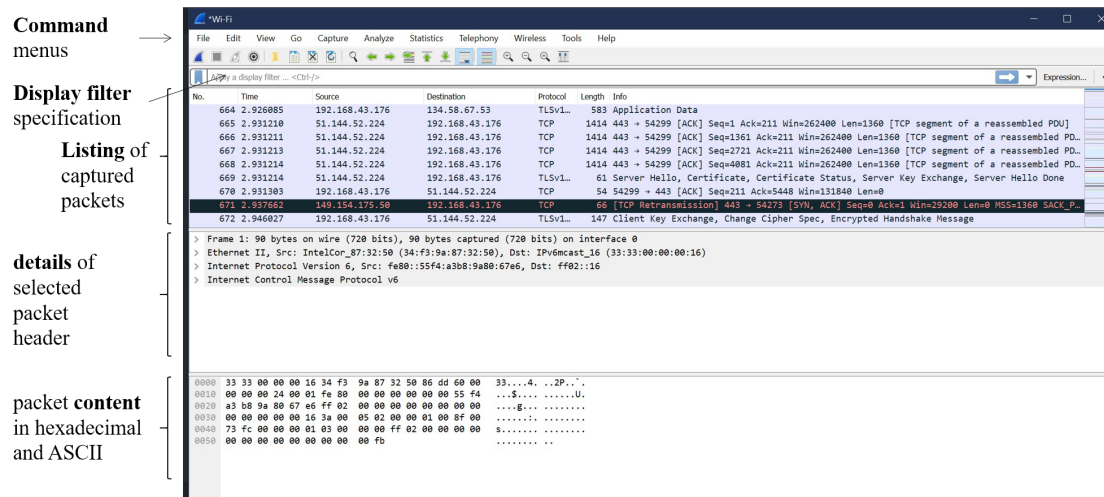 Command
menus
Display filter
specification
Listing of
captured
packets
details of
selected
packet
header
packet content
in hexadecimal
and ASCII
*Wi-Fi
File Edit View Go Capture Analyze Statistics Telephony Wireless Tools Help
a display filter ... <Ctrl-/> Expression...
No. Time Source Destination Protocol Length Info
664 2.926085 192.168.43.176 134.58.67.53 TLSv1… 583 Application Data
665 2.931210 51.144.52.224 192.168.43.176 TCP 1414 443 → 54299 [ACK] Seq=1 Ack=211 Win=262400 Len=1360 [TCP segment of a reassembled PDU]
666 2.931211 51.144.52.224 192.168.43.176 TCP 1414 443 → 54299 [ACK] Seq=1361 Ack=211 Win=262400 Len=1360 [TCP segment of a reassembled PD…
667 2.931213 51.144.52.224 192.168.43.176 TCP 1414 443 → 54299 [ACK] Seq=2721 Ack=211 Win=262400 Len=1360 [TCP segment of a reassembled PD…
668 2.931214 51.144.52.224 192.168.43.176 TCP 1414 443 → 54299 [ACK] Seq=4081 Ack=211 Win=262400 Len=1360 [TCP segment of a reassembled PD…
669 2.931214 51.144.52.224 192.168.43.176 TLSv1… 61 Server Hello, Certificate, Certificate Status, Server Key Exchange, Server Hello Done
670 2.931303 192.168.43.176 51.144.52.224 TCP 54 54299 → 443 [ACK] Seq=211 Ack=5448 Win=131840 Len=0
671 2.937662 149.154.175.50 192.168.43.176 TCP 66 [TCP Retransmission] 443 → 54273 [SYN, ACK] Seq=0 Ack=1 Win=29200 Len=0 MSS=1360 SACK_P…
672 2.946027 192.168.43.176 51.144.52.224 TLSv1… 147 Client Key Exchange, Change Cipher Spec, Encrypted Handshake Message
> Frame 1: 90 bytes on wire (720 bits), 90 bytes captured (720 bits) on interface 0
> Ethernet II, Src: IntelCor_87:32:50 (34:f3:9a:87:32:50), Dst: IPv6mcast_16 (33:33:00:00:00:16)
> Internet Protocol Version 6, Src: fe80::55f4:a3b8:9a80:67e6, Dst: ff02::16
> Internet Control Message Protocol v6
0000 33 33 00 00 00 16 34 f3 9a 87 32 50 86 dd 60 00 33....4. ..2P..`.
0010 00 00 00 24 00 01 fe 80 00 00 00 00 00 00 55 f4 ...$.... ......U.
0020 a3 b8 9a 80 67 e6 ff 02 00 00 00 00 00 00 00 00 ....g... ........
0030 00 00 00 00 00 16 3a 00 05 02 00 00 01 00 8f 00 ......:. ........
0040 73 fc 00 00 00 01 03 00 00 00 ff 02 00 00 00 00 s....... ........
0050 00 00 00 00 00 00 00 00 00 fb ........ ..